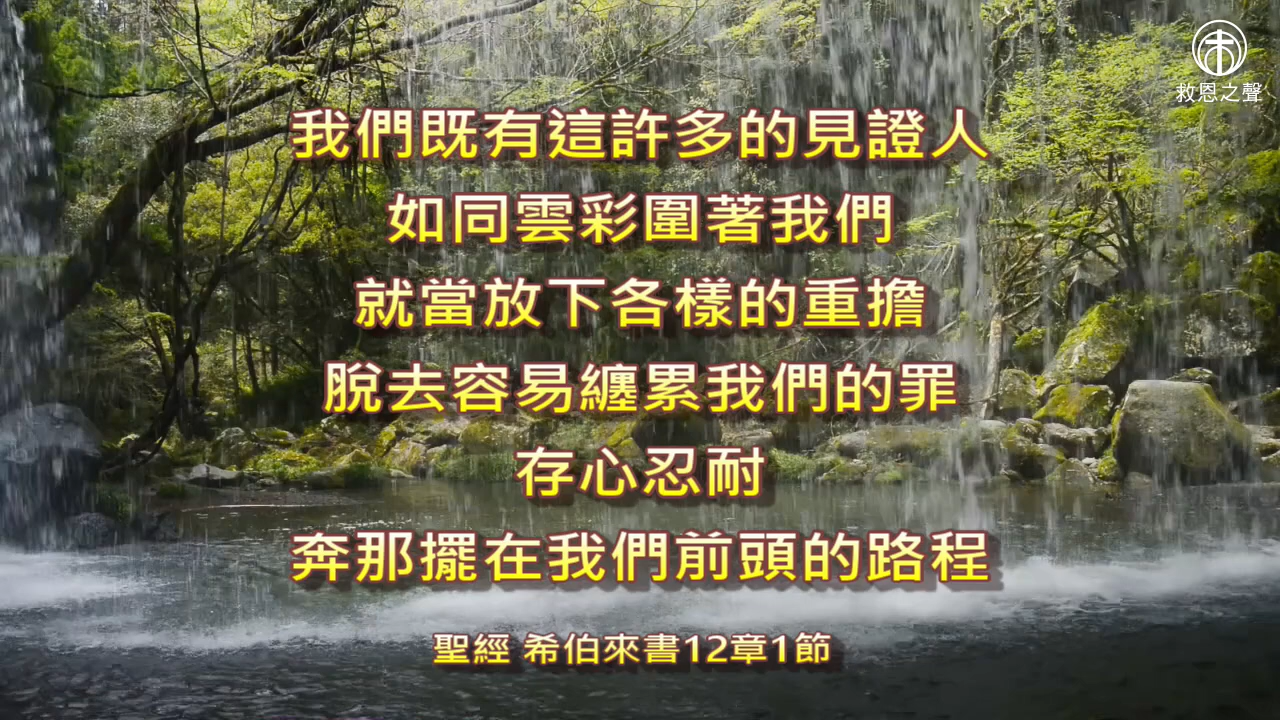 救恩之聲
我們既有這許多的見證人
如同雲彩圍著我們
就當放下各樣的重擔
脫去容易纏累我們的罪
存心忍耐
奔那擺在我們前頭的路程
聖經 希伯來書12章1節